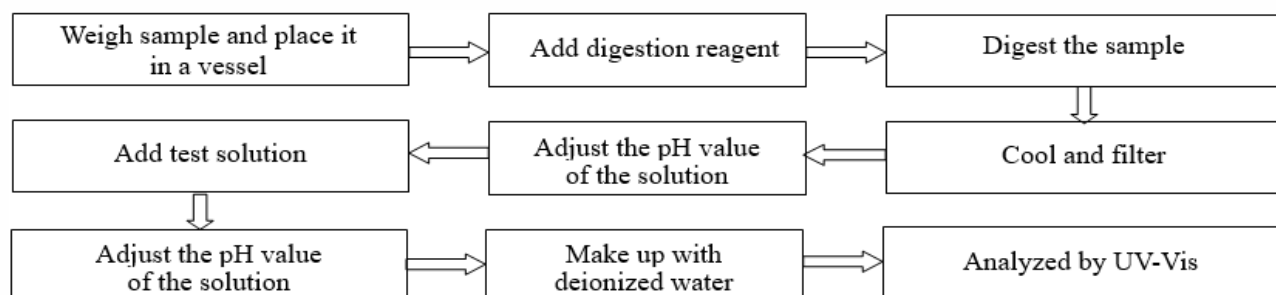 Weigh sample and place it
in a vessel
Add digestion reagent
Digest the sample
Add test solution
Adjust the pH value
of the solution
Cool and filter
Adjust the pH value
of the solution
Make up with
deionized water
Analyzed by UV-Vis